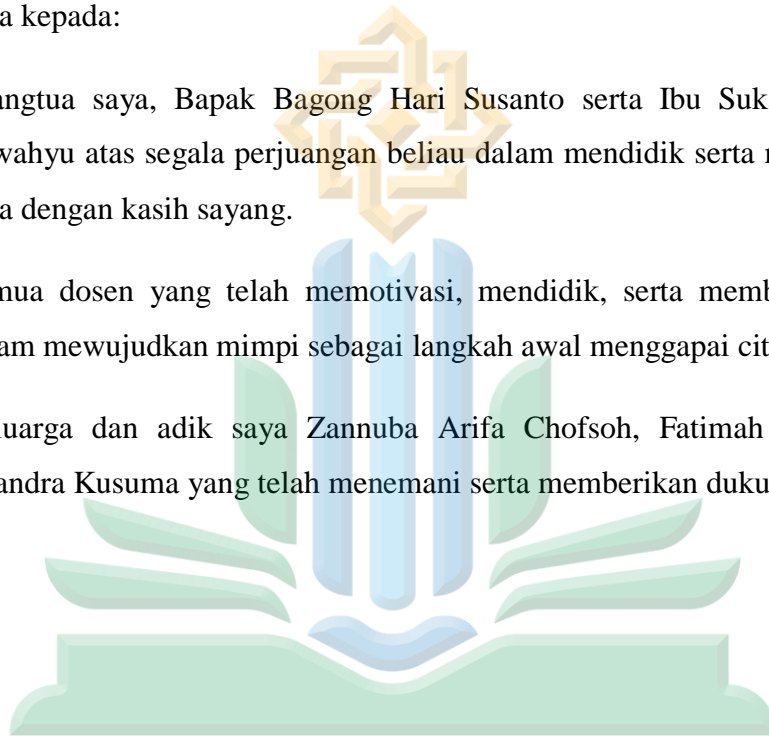 a kepada:
angtua saya, Bapak Bagong Hari Susanto serta Ibu Suk
wahyu atas segala perjuangan beliau dalam mendidik serta
a dengan kasih sayang.
mua dosen yang telah memotivasi, mendidik, serta memb
am mewujudkan mimpi sebagai langkah awal menggapai cit
luarga dan adik saya Zannuba Arifa Chofsoh, Fatimah
andra Kusuma yang telah menemani serta memberikan duku